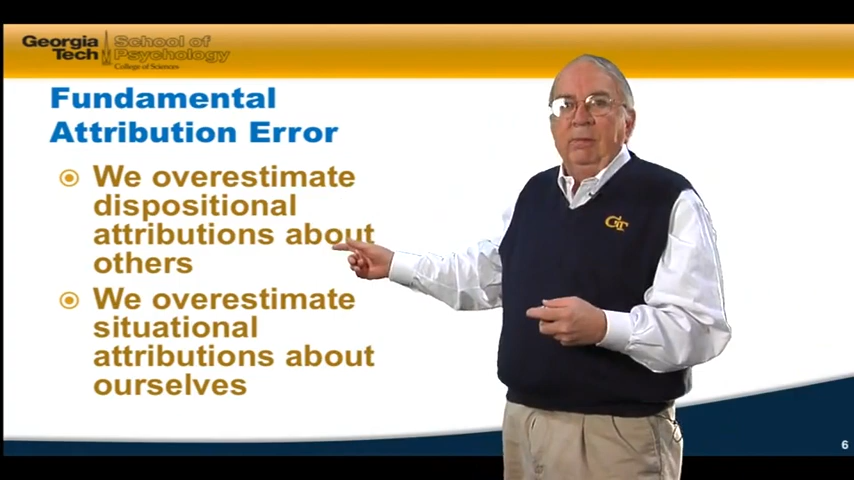 Georgia Tech
School of Psychology
College of Sciences
Fundamental
Attribution Error
We overestimate
dispositional
attributions about
others
We overestimate
situational
attributions about
ourselves
GT
6